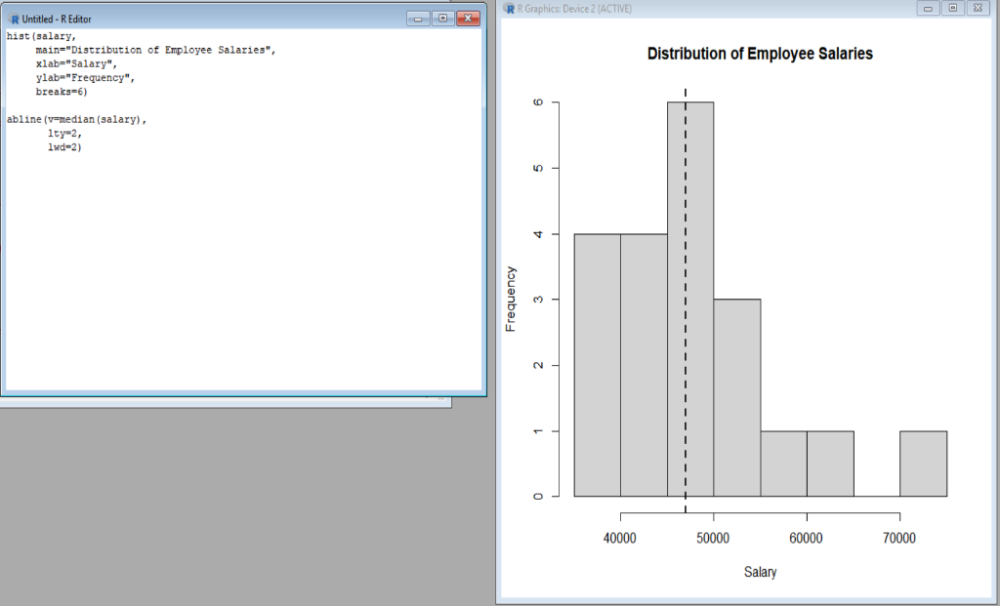 Untitled - R Editor
hist(salary,
main="Distribution of Employee Salaries",
xlab="Salary",
ylab="Frequency",
breaks=6)
abline(v=median(salary),
lty=2,
lwd=2)
R Graphics: Device 2 (ACTIVE)
Distribution of Employee Salaries
Frequency
6
5
4
3
2
1
0
40000 50000 60000 70000
Salary